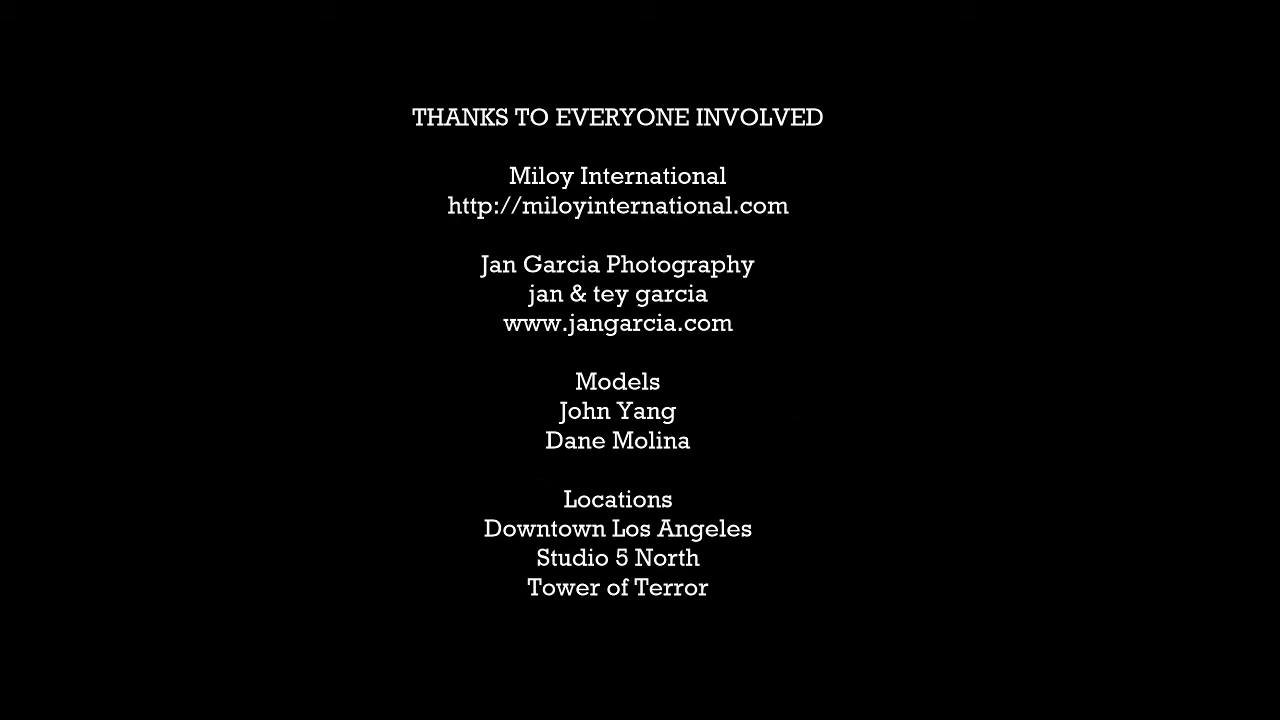 THANKS TO EVERYONE INVOLVED
Miloy International
http://miloyinternational.com
Jan Garcia Photography
jan & tey garcia
www.jangarcia.com
Models
John Yang
Dane Molina
Locations
Downtown Los Angeles
Studio 5 North
Tower of Terror